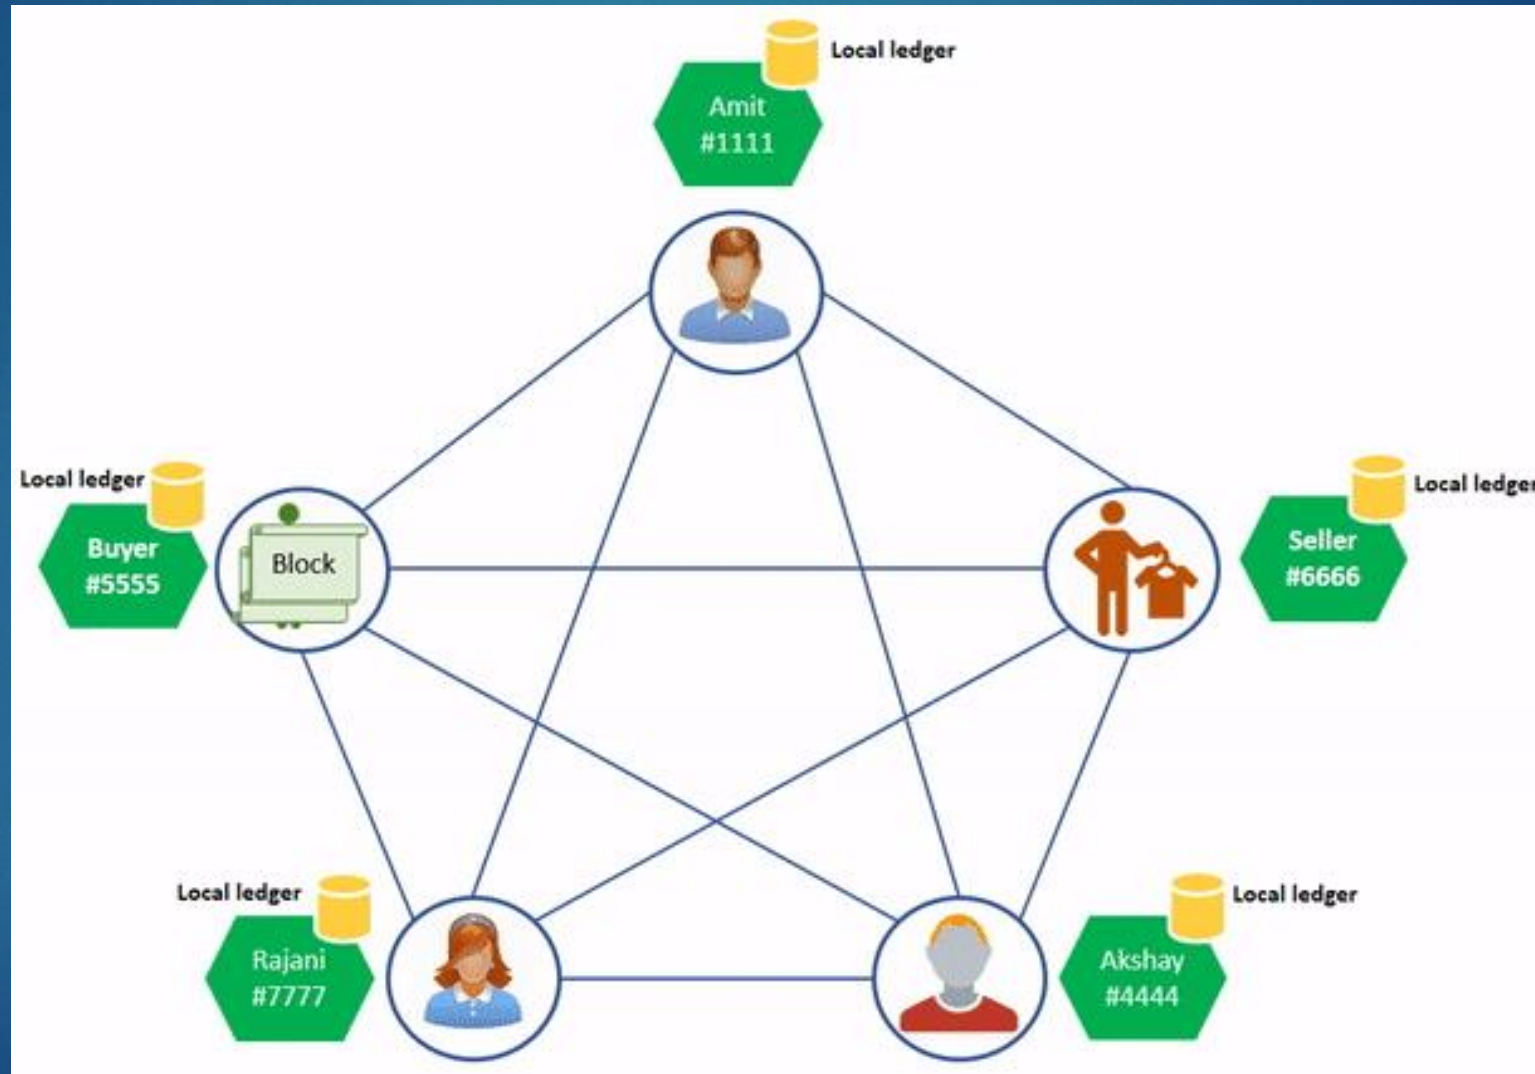 Local ledger
Amit
#1111
Local ledger
Buyer
#5555
Block
Local ledger
Seller
#6666
Local ledger
Rajani
#7777
Local ledger
Akshay
#4444